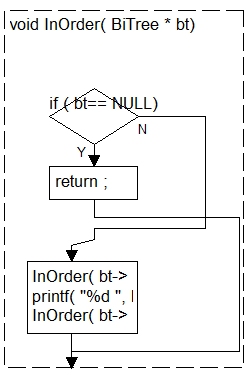 void InOrder( BiTree * bt)
if ( bt== NULL)
N
Y
return ;
InOrder( bt->
printf( "%d ",
InOrder( bt->